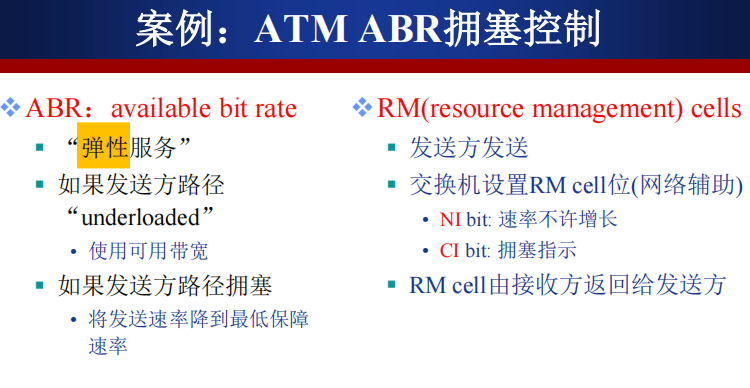 案例：ATM ABR拥塞控制
ABR：available bit rate
“弹性服务”
如果发送方路径
“underloaded”
使用可用带宽
如果发送方路径拥塞
将发送速率降到最低保障
速率
RM(resource management) cells
发送方发送
交换机设置RM cell位(网络辅助)
NI bit: 速率不许增长
CI bit: 拥塞指示
RM cell由接收方返回给发送方